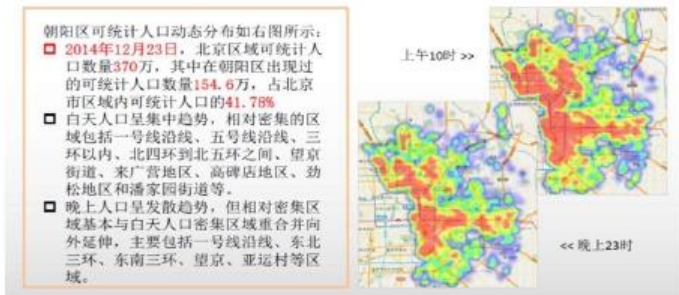 朝阳区可统计人口动态分布如右图所示：
2014年12月23日，北京区域可统计人
口数量370万，其中在朝阳区出现过
的可统计人口数量154.6万，占北京
市区域内可统计人口的41.78%
白天人口呈集中趋势，相对密集的区
域包括一号线沿线、五号线沿线、三
环以内、北四环到北五环之间、望京
街道、来广营地区、高碑店地区、劲
松地区和潘家园街道等。
晚上人口呈发散趋势，但相对密集区
域基本与白天人口密集区域重合并向
外延伸，主要包括一号线沿线、东北
三环、东南三环、望京、亚运村等区
域。
上午10时 >>
<< 晚上23时